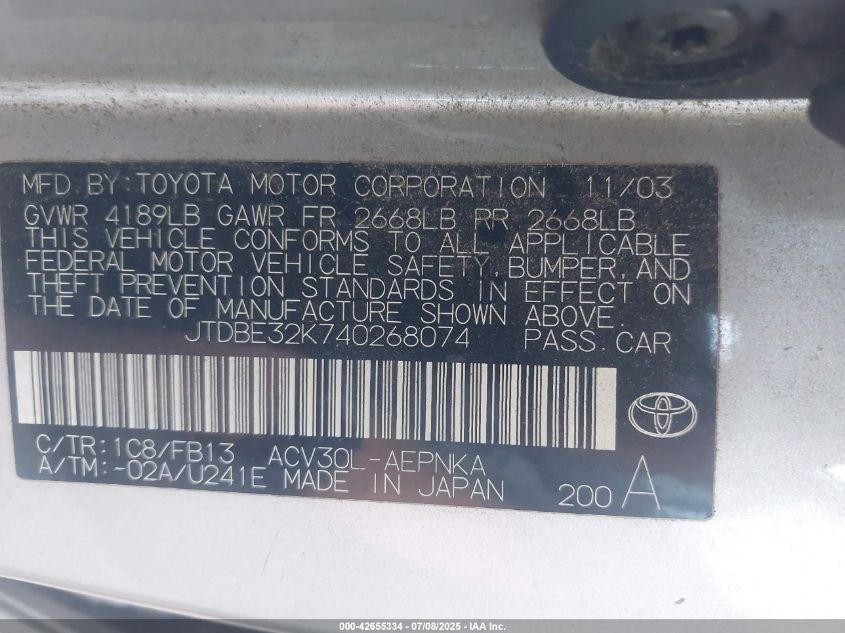 MFD. BY: TOYOTA MOTOR CORPORATION 11/03
GVWR 4189LB GAWR FR 2668LB RR 2668LB
THIS VEHICLE CONFORMS TO ALL APPLICABLE
FEDERAL MOTOR VEHICLE SAFETY, BUMPER, AND
THEFT PREVENTION STANDARDS IN EFFECT ON
THE DATE OF MANUFACTURE SHOWN ABOVE.
JTDBE32K740268074 PASS. CAR
C/TR: 1C8/FB13 ACV30L-AEPNKA
A/TM: -02A/U241E MADE IN JAPAN 200 A
000-42655334 - 07/08/2025 - IAA Inc.